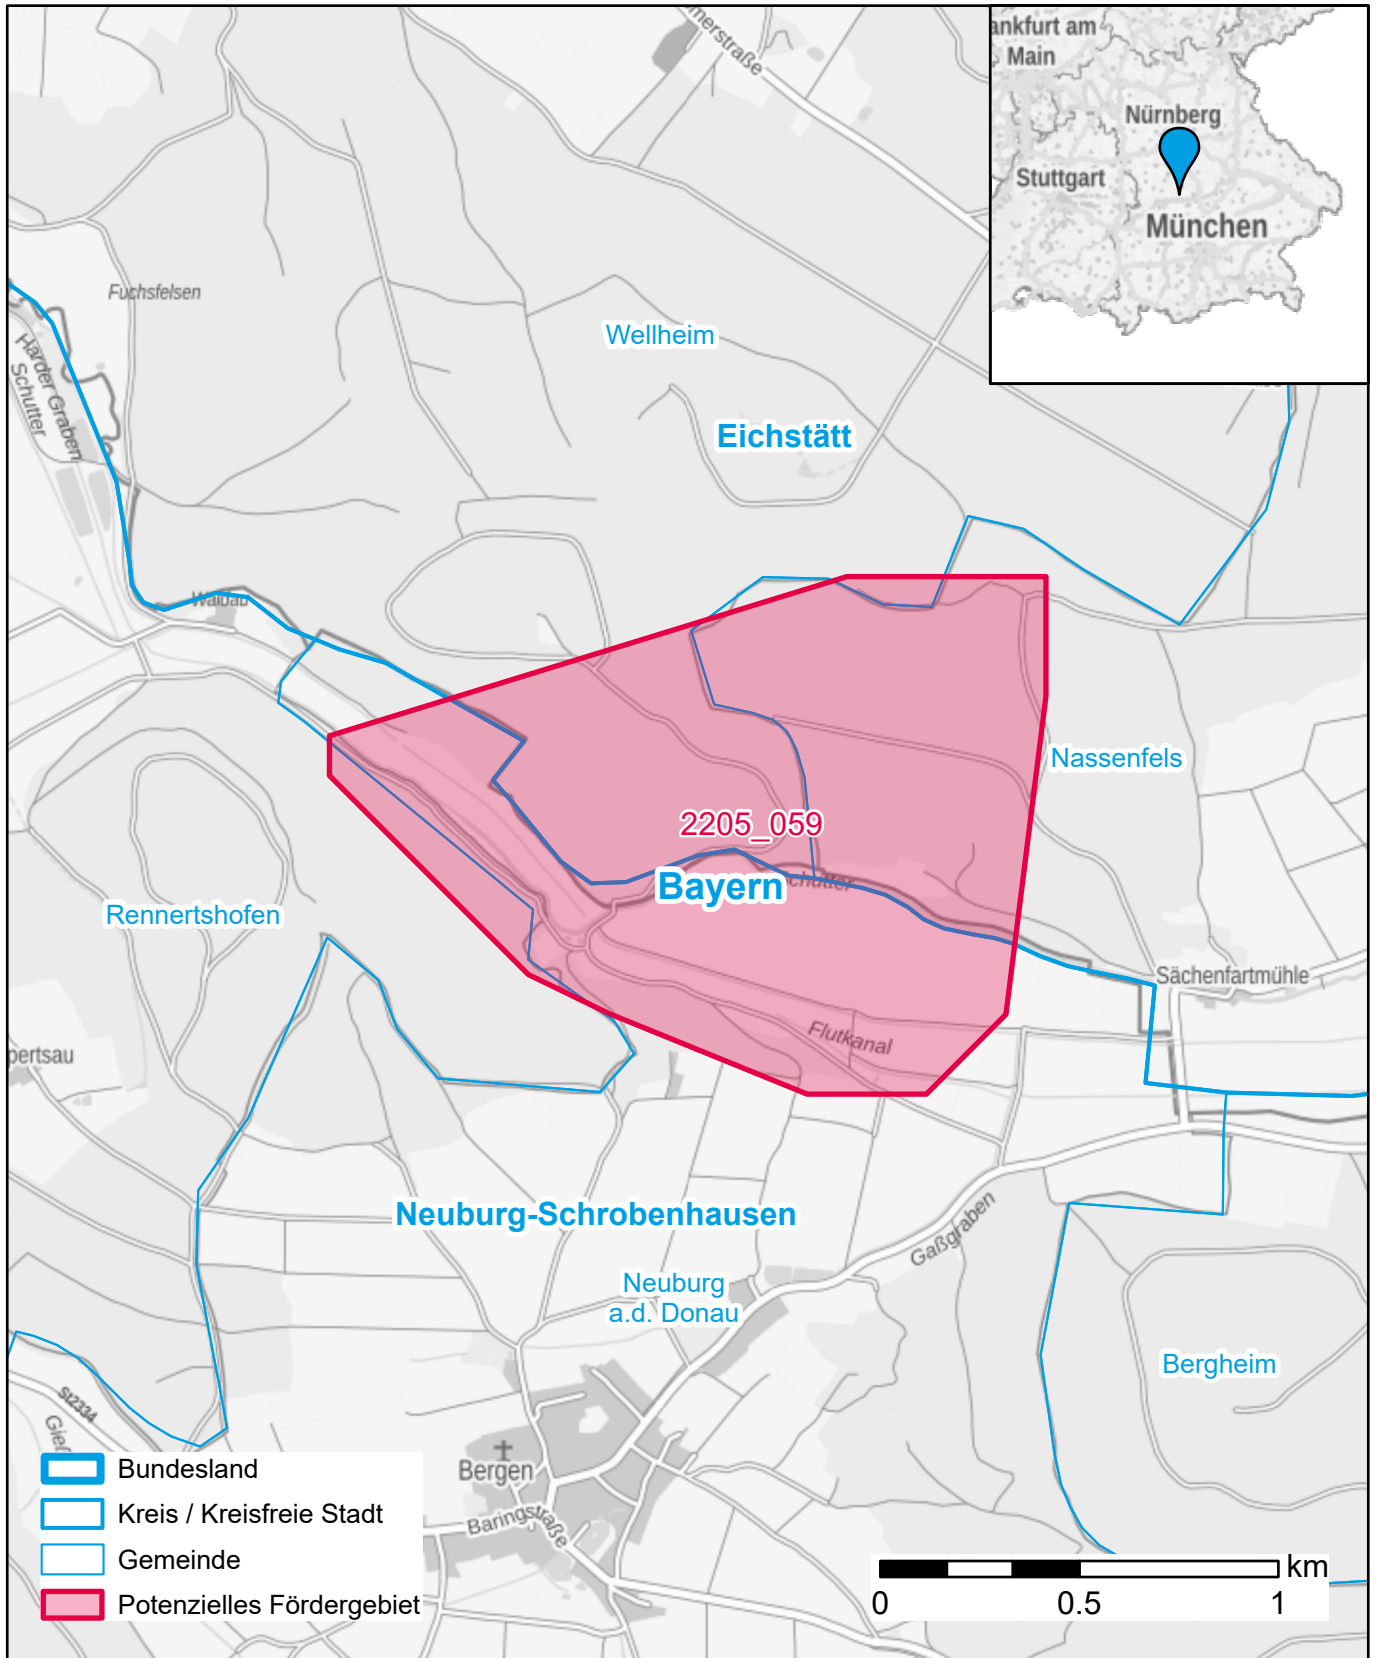 ankfurt am
Main
Nürnberg
Stuttgart
München
Fuchsfelsen
Harder Graben
Schutter
Wellheim
Eichstätt
Waldau
Nassenfels
2205_059
Bayern
Schutter
Rennertshofen
Sächenfartmühle
Flutkanal
pertsau
Neuburg-Schrobenhausen
Gaßgraben
Neuburg
a.d. Donau
Bergheim
St2334
Bergen
Baringstraße
Bundesland
Kreis / Kreisfreie Stadt
Gemeinde
Potenzielles Fördergebiet
km
0 0.5 1